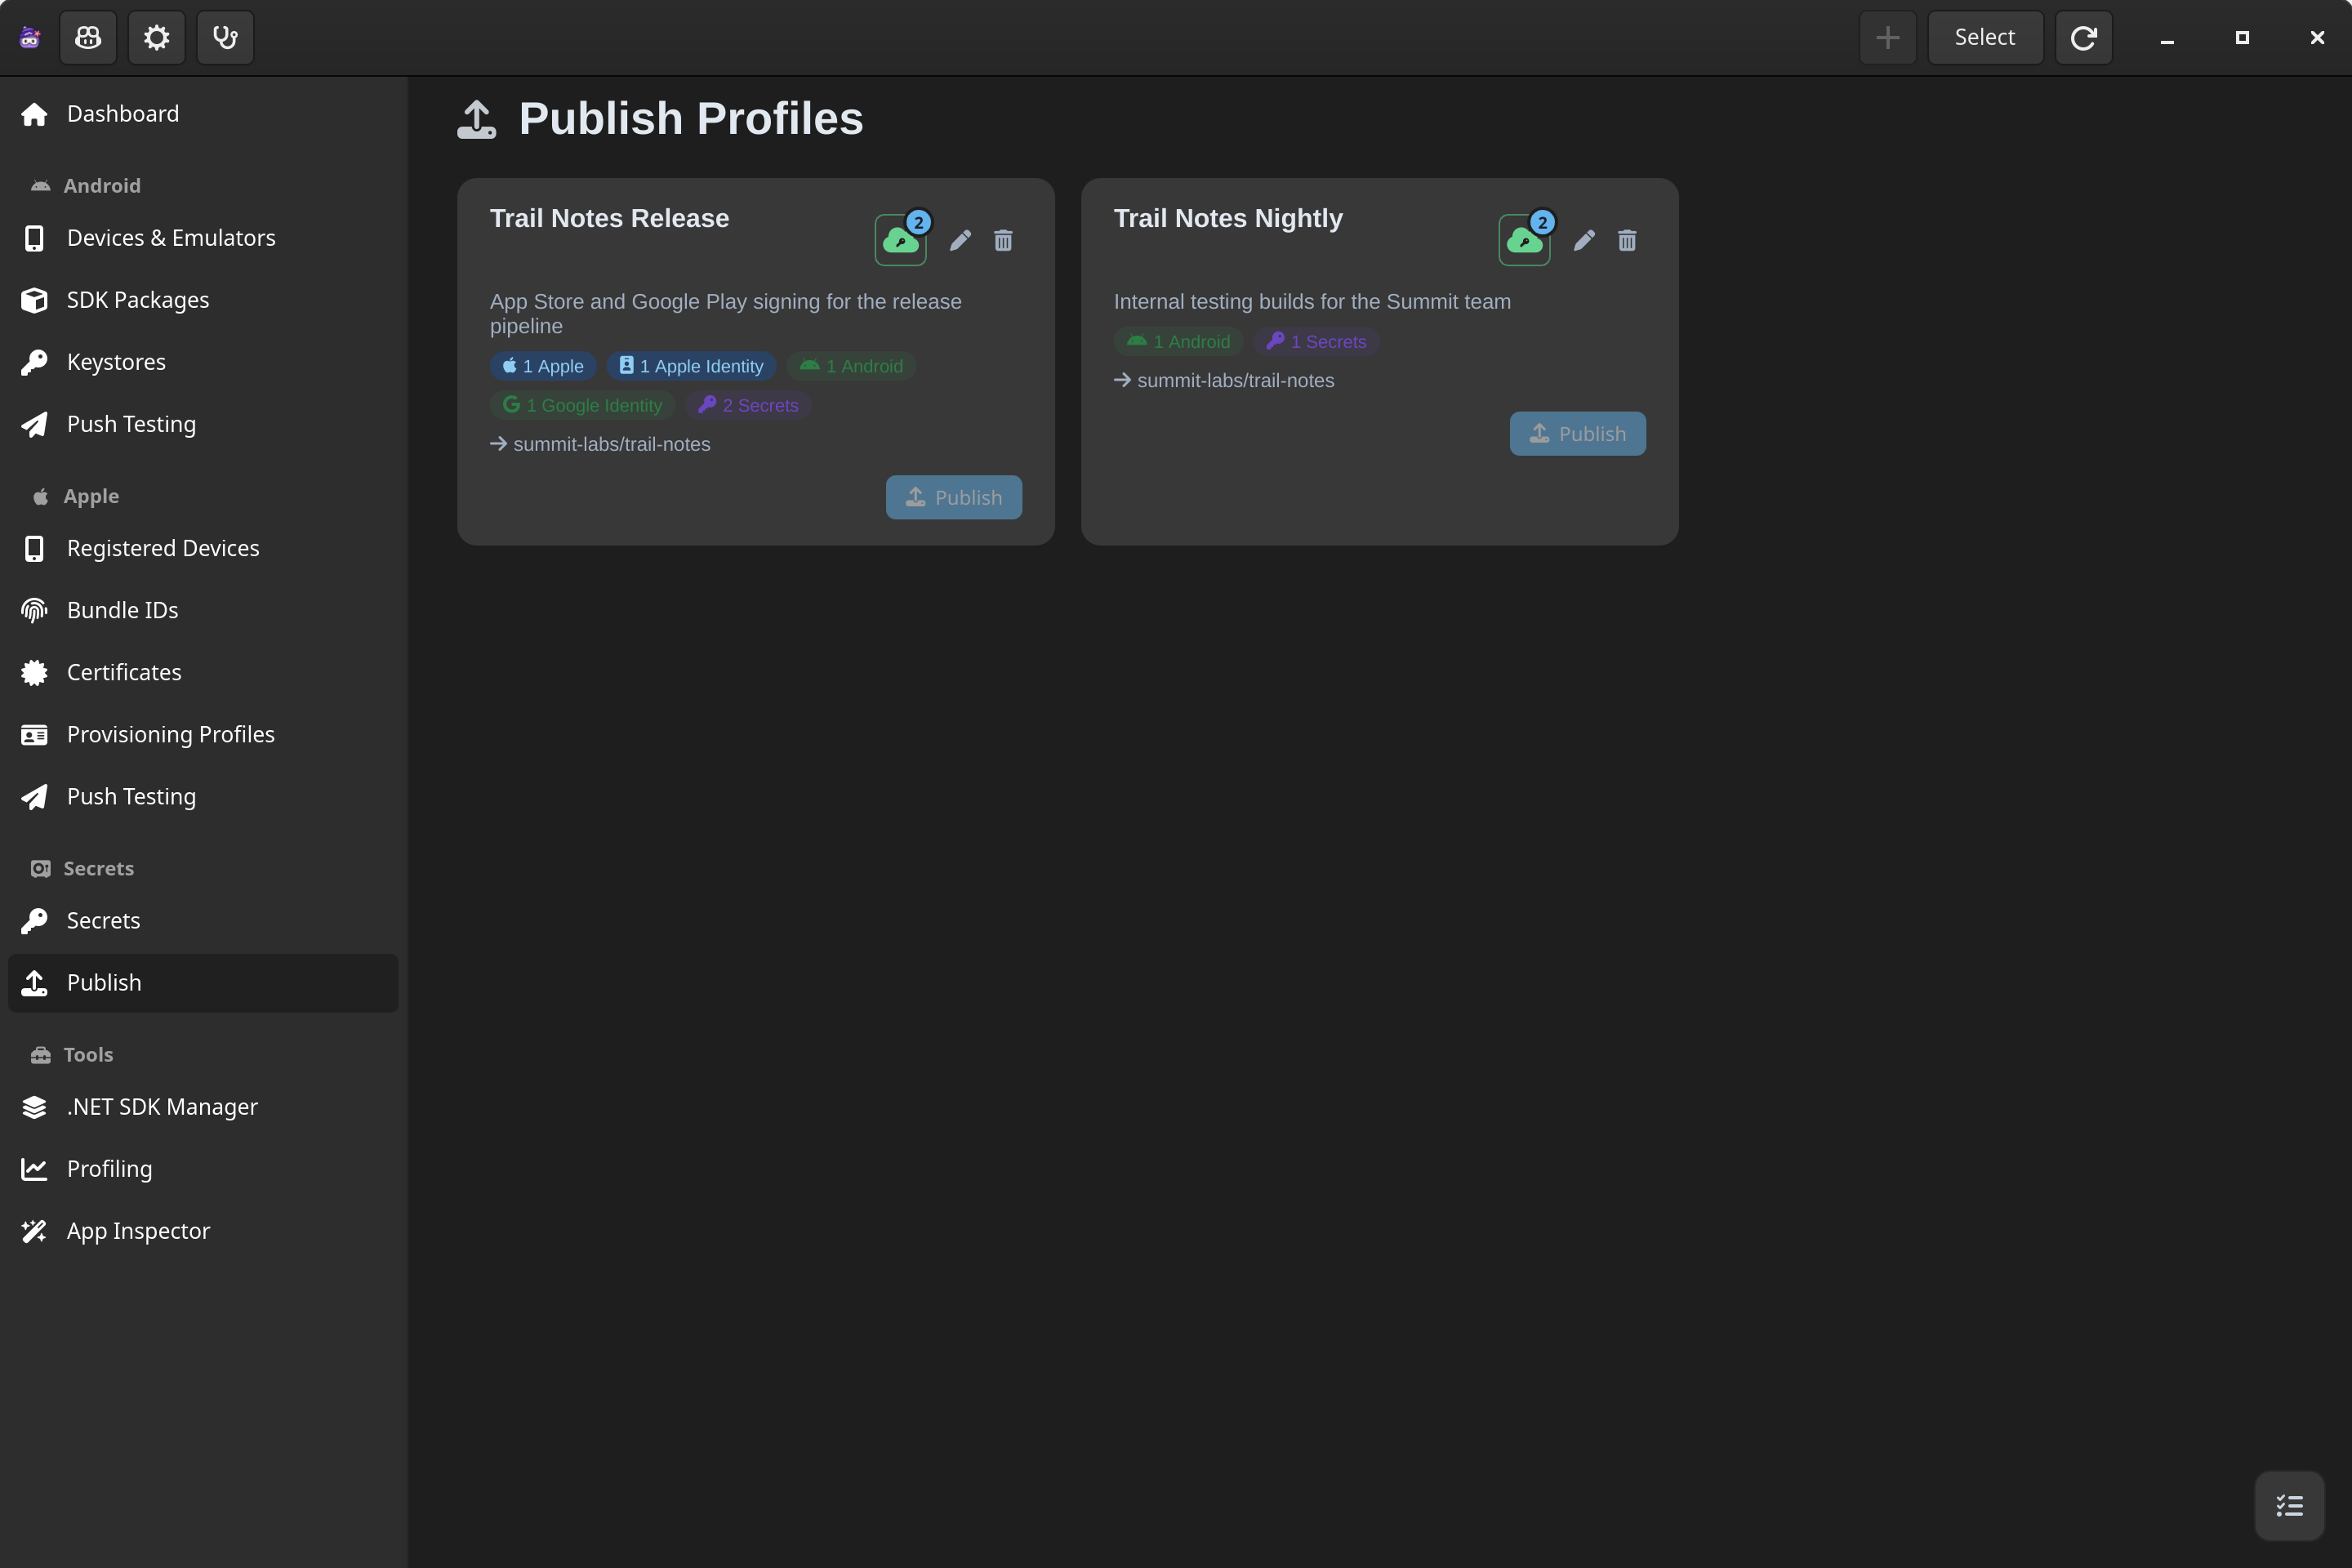 Select
Dashboard
Android
Devices & Emulators
SDK Packages
Keystores
Push Testing
Apple
Registered Devices
Bundle IDs
Certificates
Provisioning Profiles
Push Testing
Secrets
Secrets
Publish
Tools
.NET SDK Manager
Profiling
App Inspector
Publish Profiles
Trail Notes Release
2
App Store and Google Play signing for the release
pipeline
1 Apple 1 Apple Identity 1 Android
1 Google Identity 2 Secrets
summit-labs/trail-notes
Publish
Trail Notes Nightly
2
Internal testing builds for the Summit team
1 Android 1 Secrets
summit-labs/trail-notes
Publish